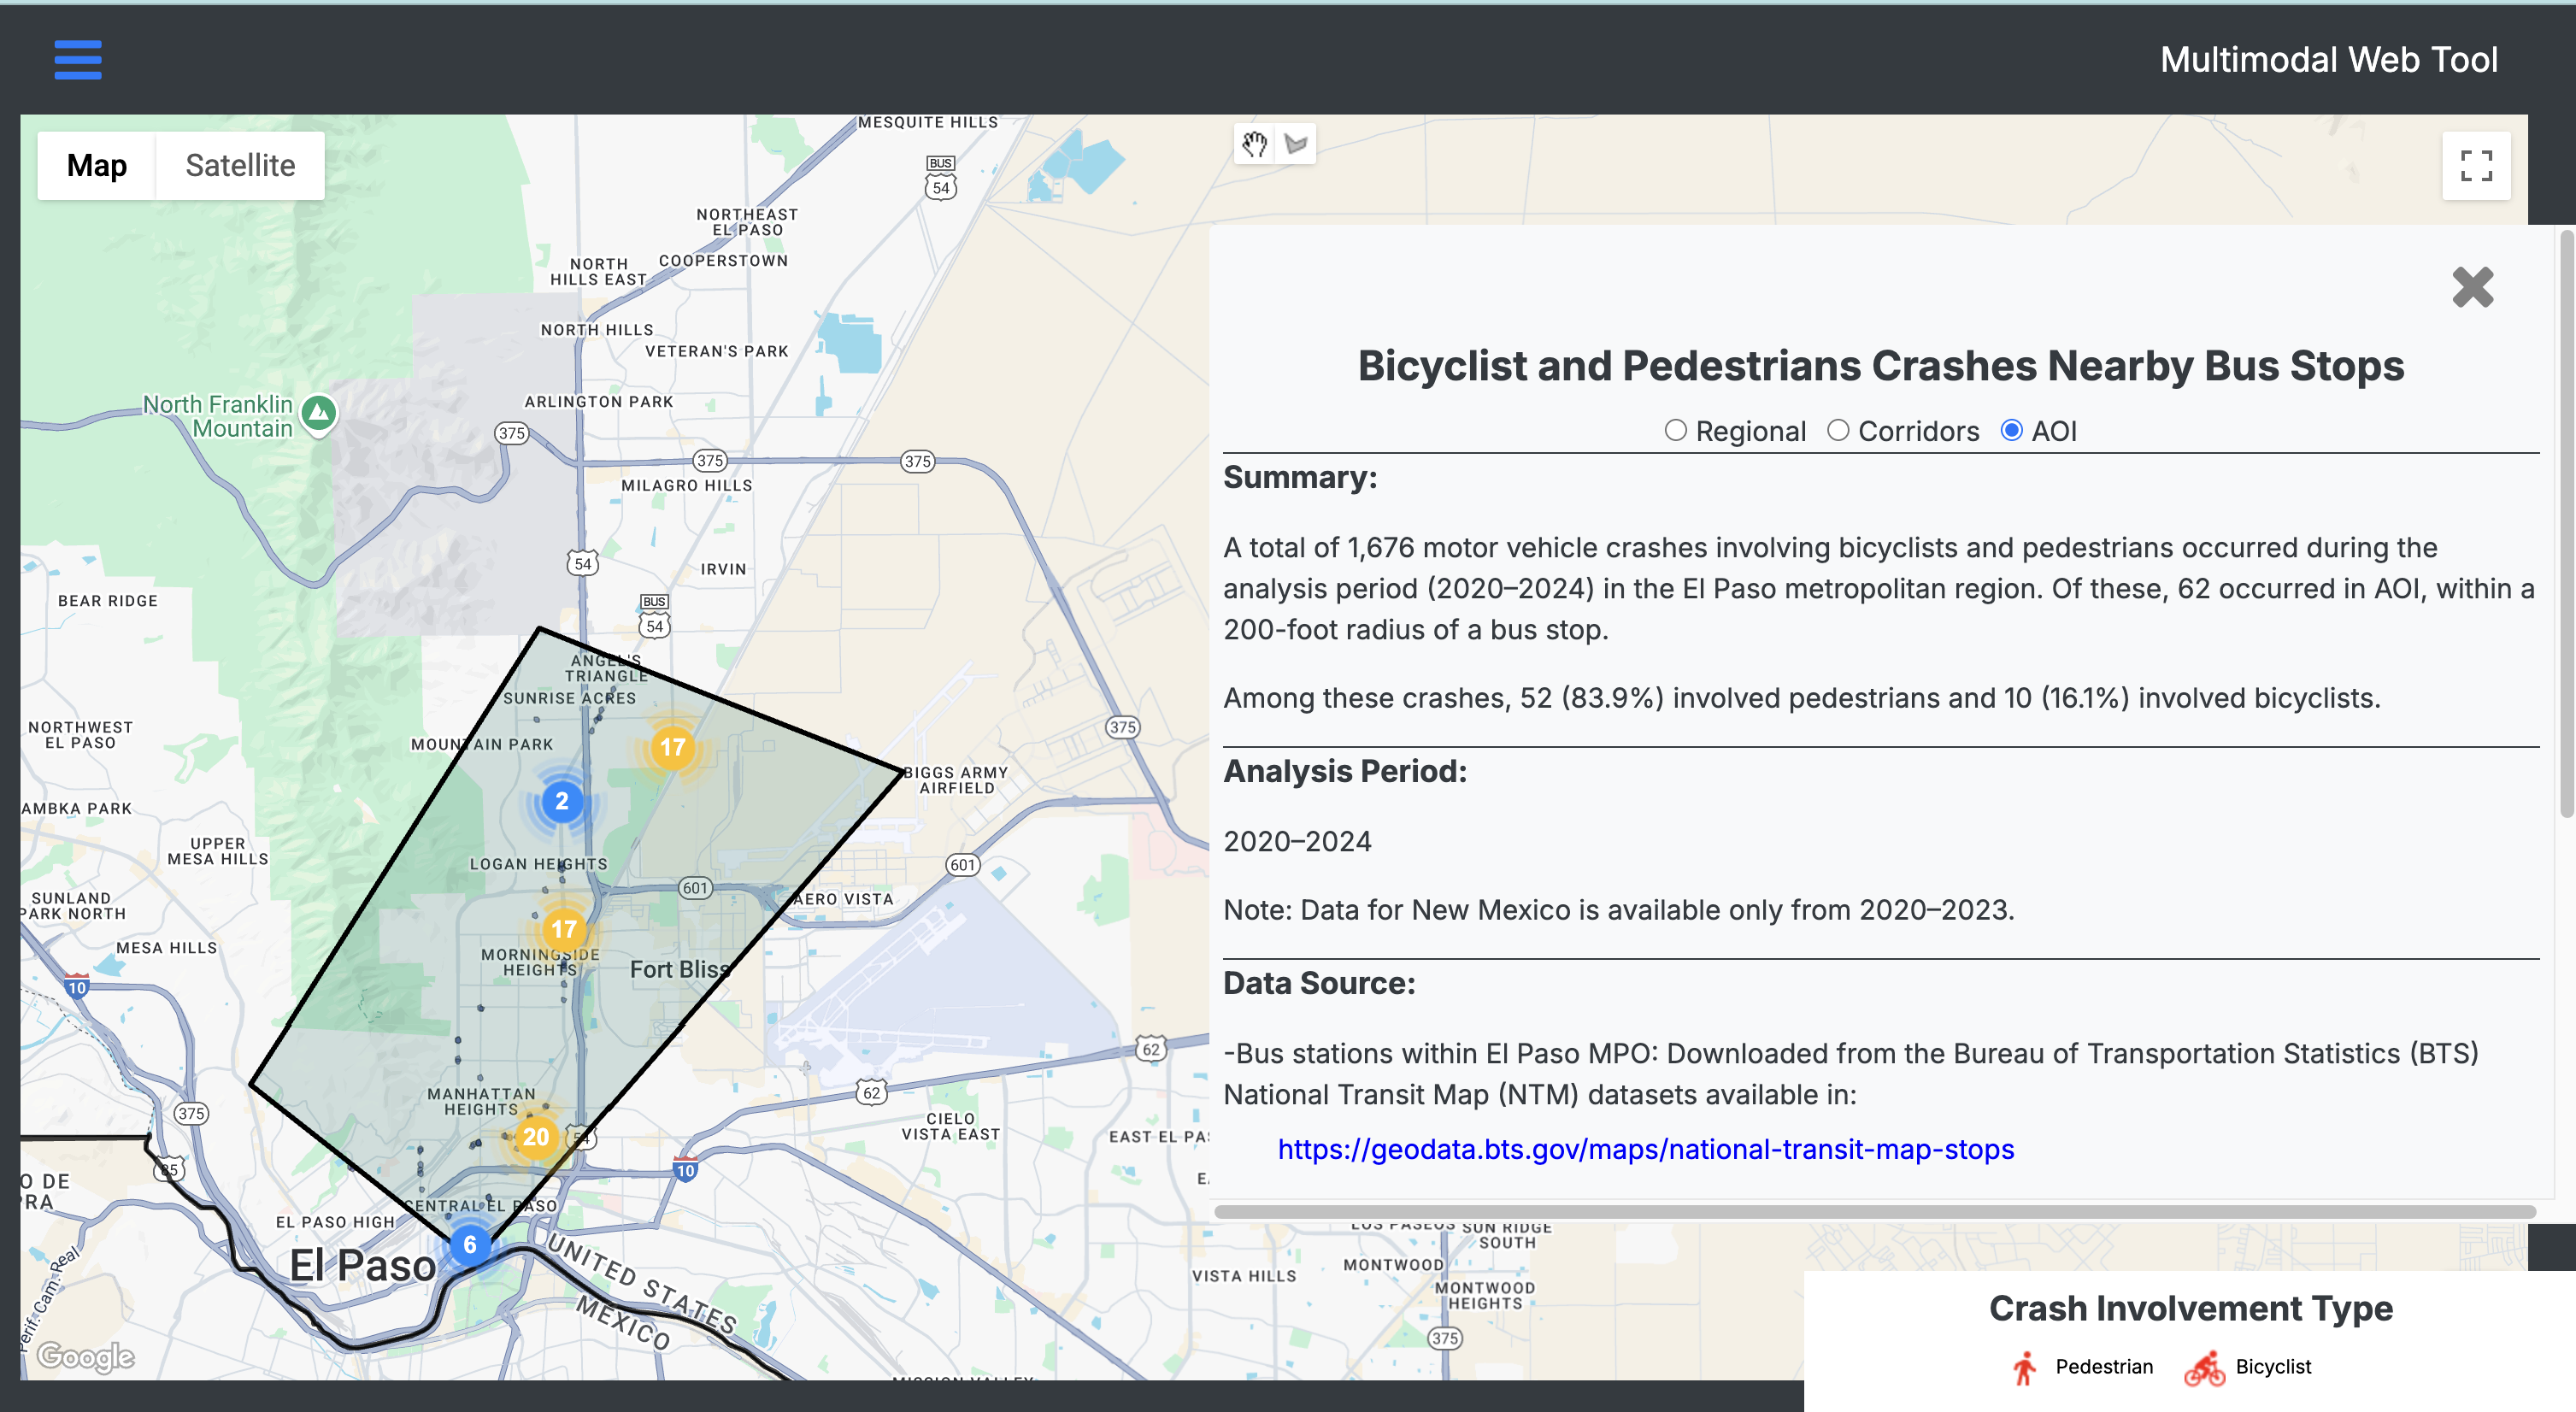 Multimodal Web Tool
Map
Satellite
MESQUITE HILLS
BUS
54
NORTHEAST
EL PASO
NORTH
HILLS EAST
COOPERSTOWN
NORTH HILLS
VETERAN'S PARK
North Franklin
Mountain
ARLINGTON PARK
375
375
375
MILAGRO HILLS
54
IRVIN
BUS
54
BEAR RIDGE
ANGEL'S
TRIANGLE
SUNRISE ACRES
NORTHWEST
EL PASO
MOUNTAIN PARK
17
375
BIGGS ARMY
AIRFIELD
2
AMBKA PARK
UPPER
MESA HILLS
LOGAN HEIGHTS
601
601
AERO VISTA
SUNLAND
PARK NORTH
17
MESA HILLS
MORNINGSIDE
HEIGHTS
Fort Bliss
10
62
62
MANHATTAN
HEIGHTS
375
CIELO
VISTA EAST
EAST EL PA
20
54
10
85
O DE
RA
CENTRAL EL PASO
EL PASO HIGH
6
El Paso
UNITED STATES
MEXICO
Perif. Cam. Real
Google
LOS PASEOS
SUN RIDGE
SOUTH
VISTA HILLS
MONTWOOD
MONTWOOD
HEIGHTS
375
MISSION VALLEY
Bicyclist and Pedestrians Crashes Nearby Bus Stops
Regional Corridors AOI
Summary:
A total of 1,676 motor vehicle crashes involving bicyclists and pedestrians occurred during the
analysis period (2020–2024) in the El Paso metropolitan region. Of these, 62 occurred in AOI, within a
200-foot radius of a bus stop.
Among these crashes, 52 (83.9%) involved pedestrians and 10 (16.1%) involved bicyclists.
Analysis Period:
2020–2024
Note: Data for New Mexico is available only from 2020–2023.
Data Source:
-Bus stations within El Paso MPO: Downloaded from the Bureau of Transportation Statistics (BTS)
National Transit Map (NTM) datasets available in:
https://geodata.bts.gov/maps/national-transit-map-stops
Crash Involvement Type
Pedestrian
Bicyclist